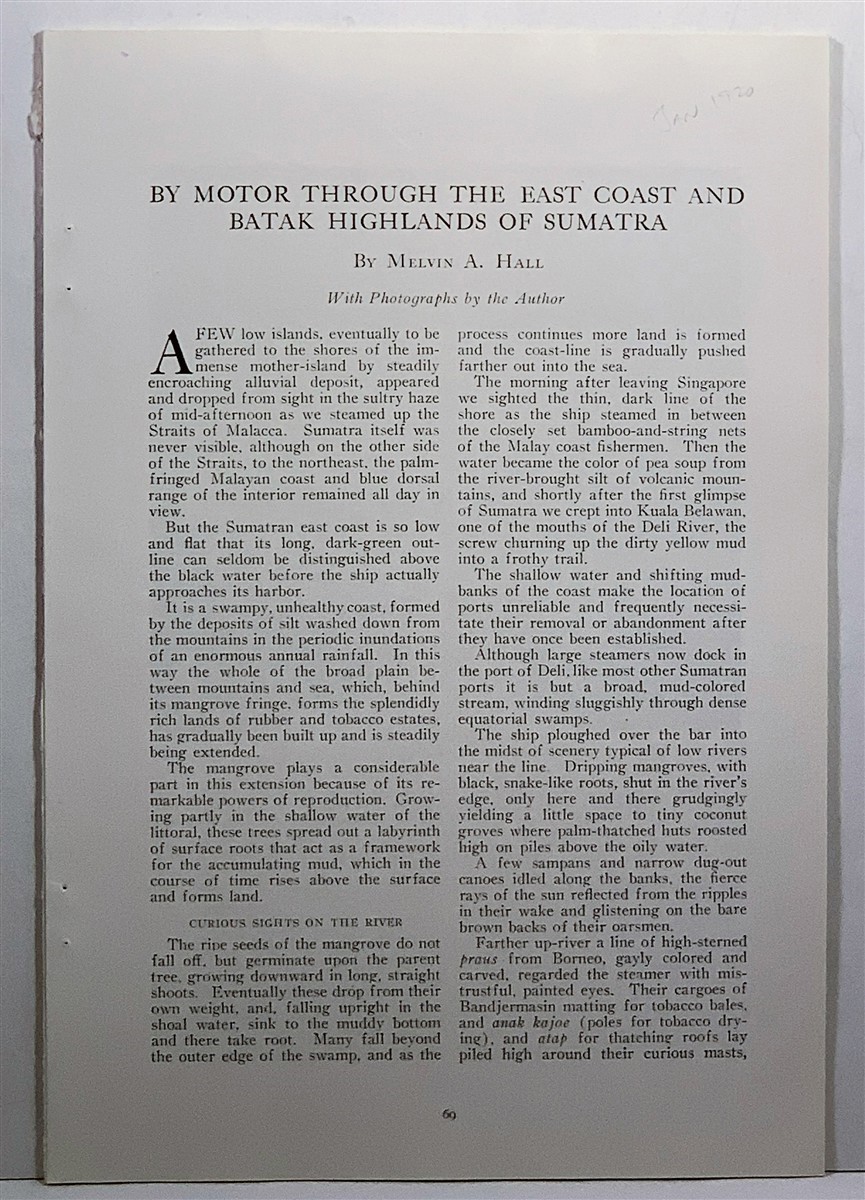 JAN 1920
BY MOTOR THROUGH THE EAST COAST AND
BATAK HIGHLANDS OF SUMATRA
By Melvin A. Hall
With Photographs by the Author
A FEW low islands, eventually to be
gathered to the shores of the im-
mense mother-island by steadily
encroaching alluvial deposit, appeared
and dropped from sight in the sultry haze
of mid-afternoon as we steamed up the
Straits of Malacca. Sumatra itself was
never visible, although on the other side
of the Straits, to the northeast, the palm-
fringed Malayan coast and blue dorsal
range of the interior remained all day in
view.
But the Sumatran east coast is so low
and flat that its long, dark-green out-
line can seldom be distinguished above
the black water before the ship actually
approaches its harbor.
It is a swampy, unhealthy coast, formed
by the deposits of silt washed down from
the mountains in the periodic inundations
of an enormous annual rainfall. In this
way the whole of the broad plain be-
tween mountains and sea, which, behind
its mangrove fringe, forms the splendidly
rich lands of rubber and tobacco estates,
has gradually been built up and is steadily
being extended.
The mangrove plays a considerable
part in this extension because of its re-
markable powers of reproduction. Grow-
ing partly in the shallow water of the
littoral, these trees spread out a labyrinth
of surface roots that act as a framework
for the accumulating mud, which in the
course of time rises above the surface
and forms land.
CURIOUS SIGHTS ON THE RIVER
The ripe seeds of the mangrove do not
fall off, but germinate upon the parent
tree, growing downward in long, straight
shoots. Eventually these drop from their
own weight, and, falling upright in the
shoal water, sink to the muddy bottom
and there take root. Many fall beyond
the outer edge of the swamp, and as the
process continues more land is formed
and the coast-line is gradually pushed
farther out into the sea.
The morning after leaving Singapore
we sighted the thin, dark line of the
shore as the ship steamed in between
the closely set bamboo-and-string nets
of the Malay coast fishermen. Then the
water became the color of pea soup from
the river-brought silt of volcanic moun-
tains, and shortly after the first glimpse
of Sumatra we crept into Kuala Belawan,
one of the mouths of the Deli River, the
screw churning up the dirty yellow mud
into a frothy trail.
The shallow water and shifting mud-
banks of the coast make the location of
ports unreliable and frequently necessi-
tate their removal or abandonment after
they have once been established.
Although large steamers now dock in
the port of Deli, like most other Sumatran
ports it is but a broad, mud-colored
stream, winding sluggishly through dense
equatorial swamps.
The ship ploughed over the bar into
the midst of scenery typical of low rivers
near the line. Dripping mangroves, with
black, snake-like roots, shut in the river's
edge, only here and there grudgingly
yielding a little space to tiny coconut
groves where palm-thatched huts roosted
high on piles above the oily water.
A few sampans and narrow dug-out
canoes idled along the banks, the fierce
rays of the sun reflected from the ripples
in their wake and glistening on the bare
brown backs of their oarsmen.
Farther up-river a line of high-sterned
praus from Borneo, gayly colored and
carved, regarded the steamer with mis-
trustful, painted eyes. Their cargoes of
Bandjermasin matting for tobacco bales,
and anak kajoe (poles for tobacco dry-
ing), and atap for thatching roofs lay
piled high around their curious masts,
69